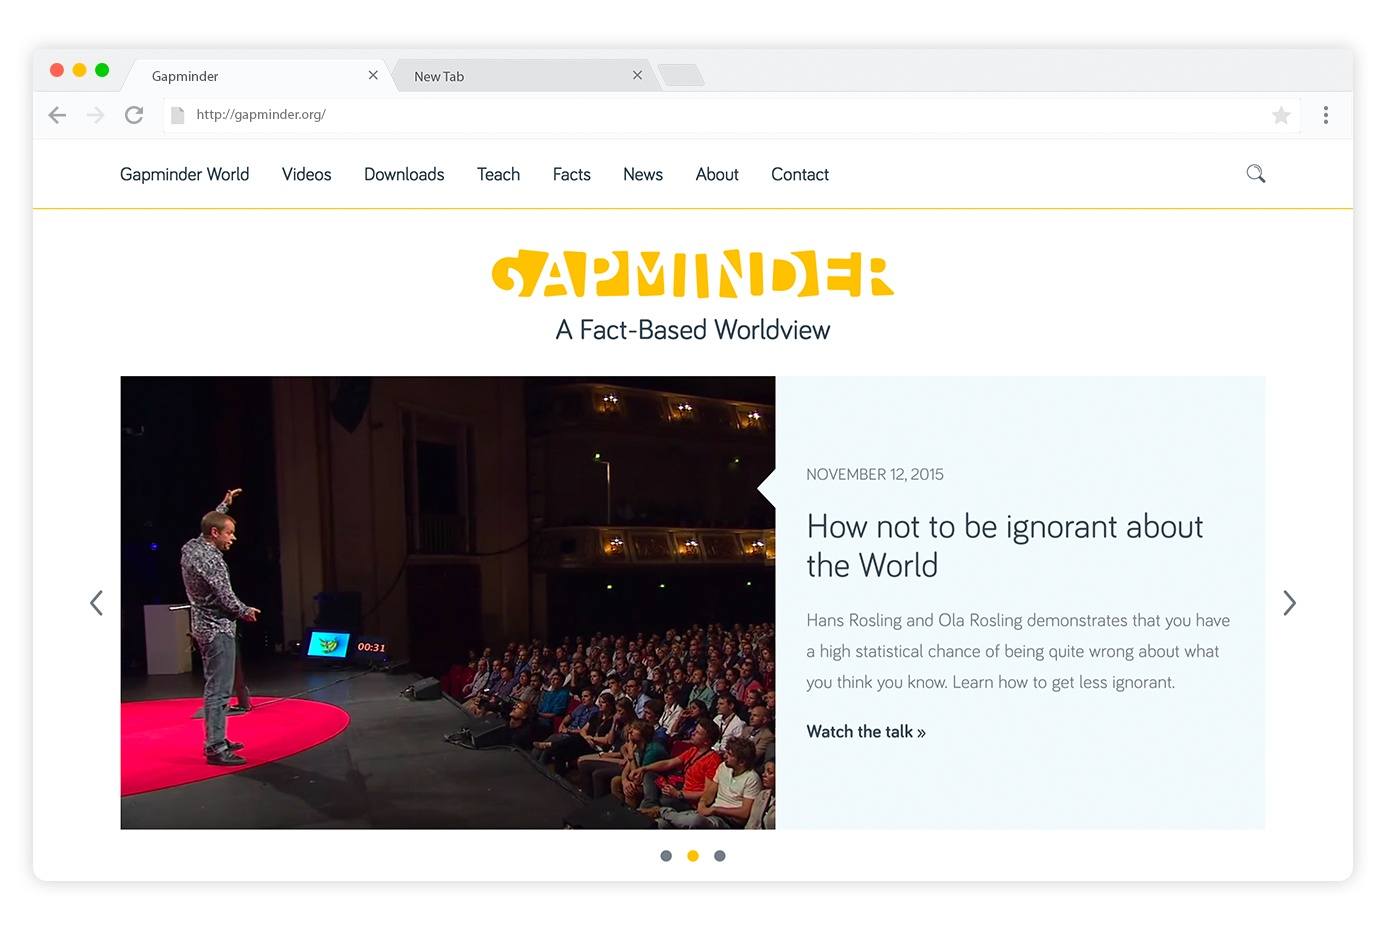 Gapminder
New Tab
http://gapminder.org/
Gapminder World Videos Downloads Teach Facts News About Contact
GAPMINDER
A Fact-Based Worldview
00:31
NOVEMBER 12, 2015
How not to be ignorant about
the World
Hans Rosling and Ola Rosling demonstrates that you have
a high statistical chance of being quite wrong about what
you think you know. Learn how to get less ignorant.
Watch the talk »